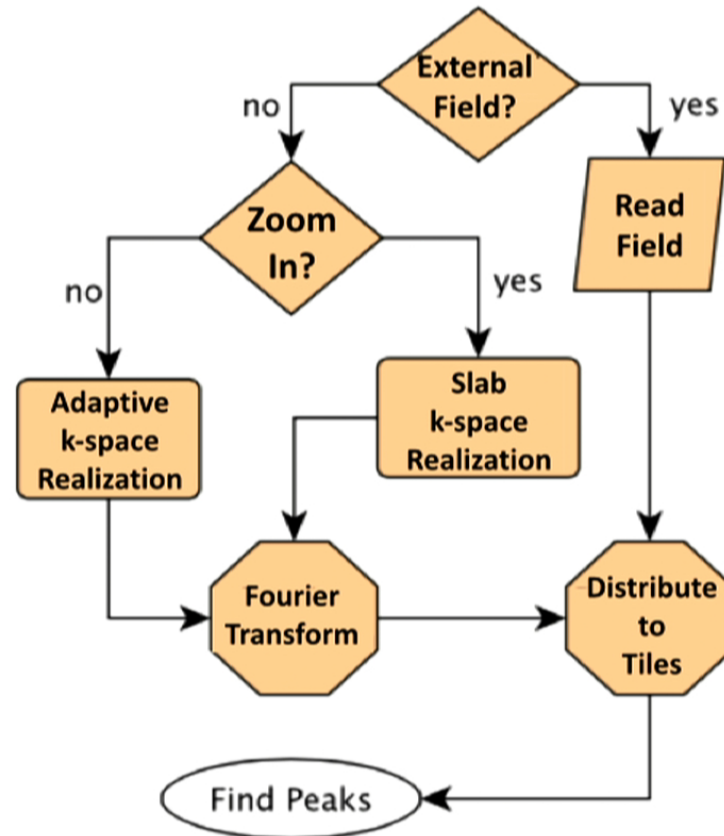 External
Field?
no
yes
Zoom
In?
Read
Field
no
yes
Adaptive
k-space
Realization
Slab
k-space
Realization
Fourier
Transform
Distribute
to
Tiles
Find Peaks